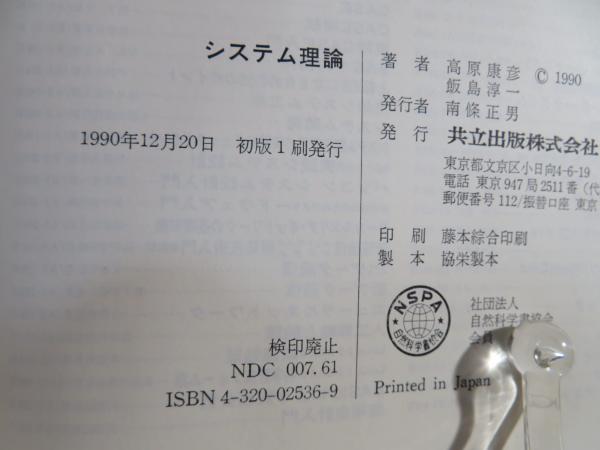 システム理論
1990年12月20日 初版1刷発行
検印廃止
NDC 007.61
ISBN 4-320-02536-9
著者 高原康彦 © 1990
飯島淳一
発行者 南條正男
発行 共立出版株式会社
東京都文京区小日向4-6-19
電話 東京947局2511番(代
郵便番号112/振替口座 東京
印刷 藤本綜合印刷
製本 協栄製本
NSPA
自然科学書協会
社団法人
自然科学書協会
会員
Printed in Japan